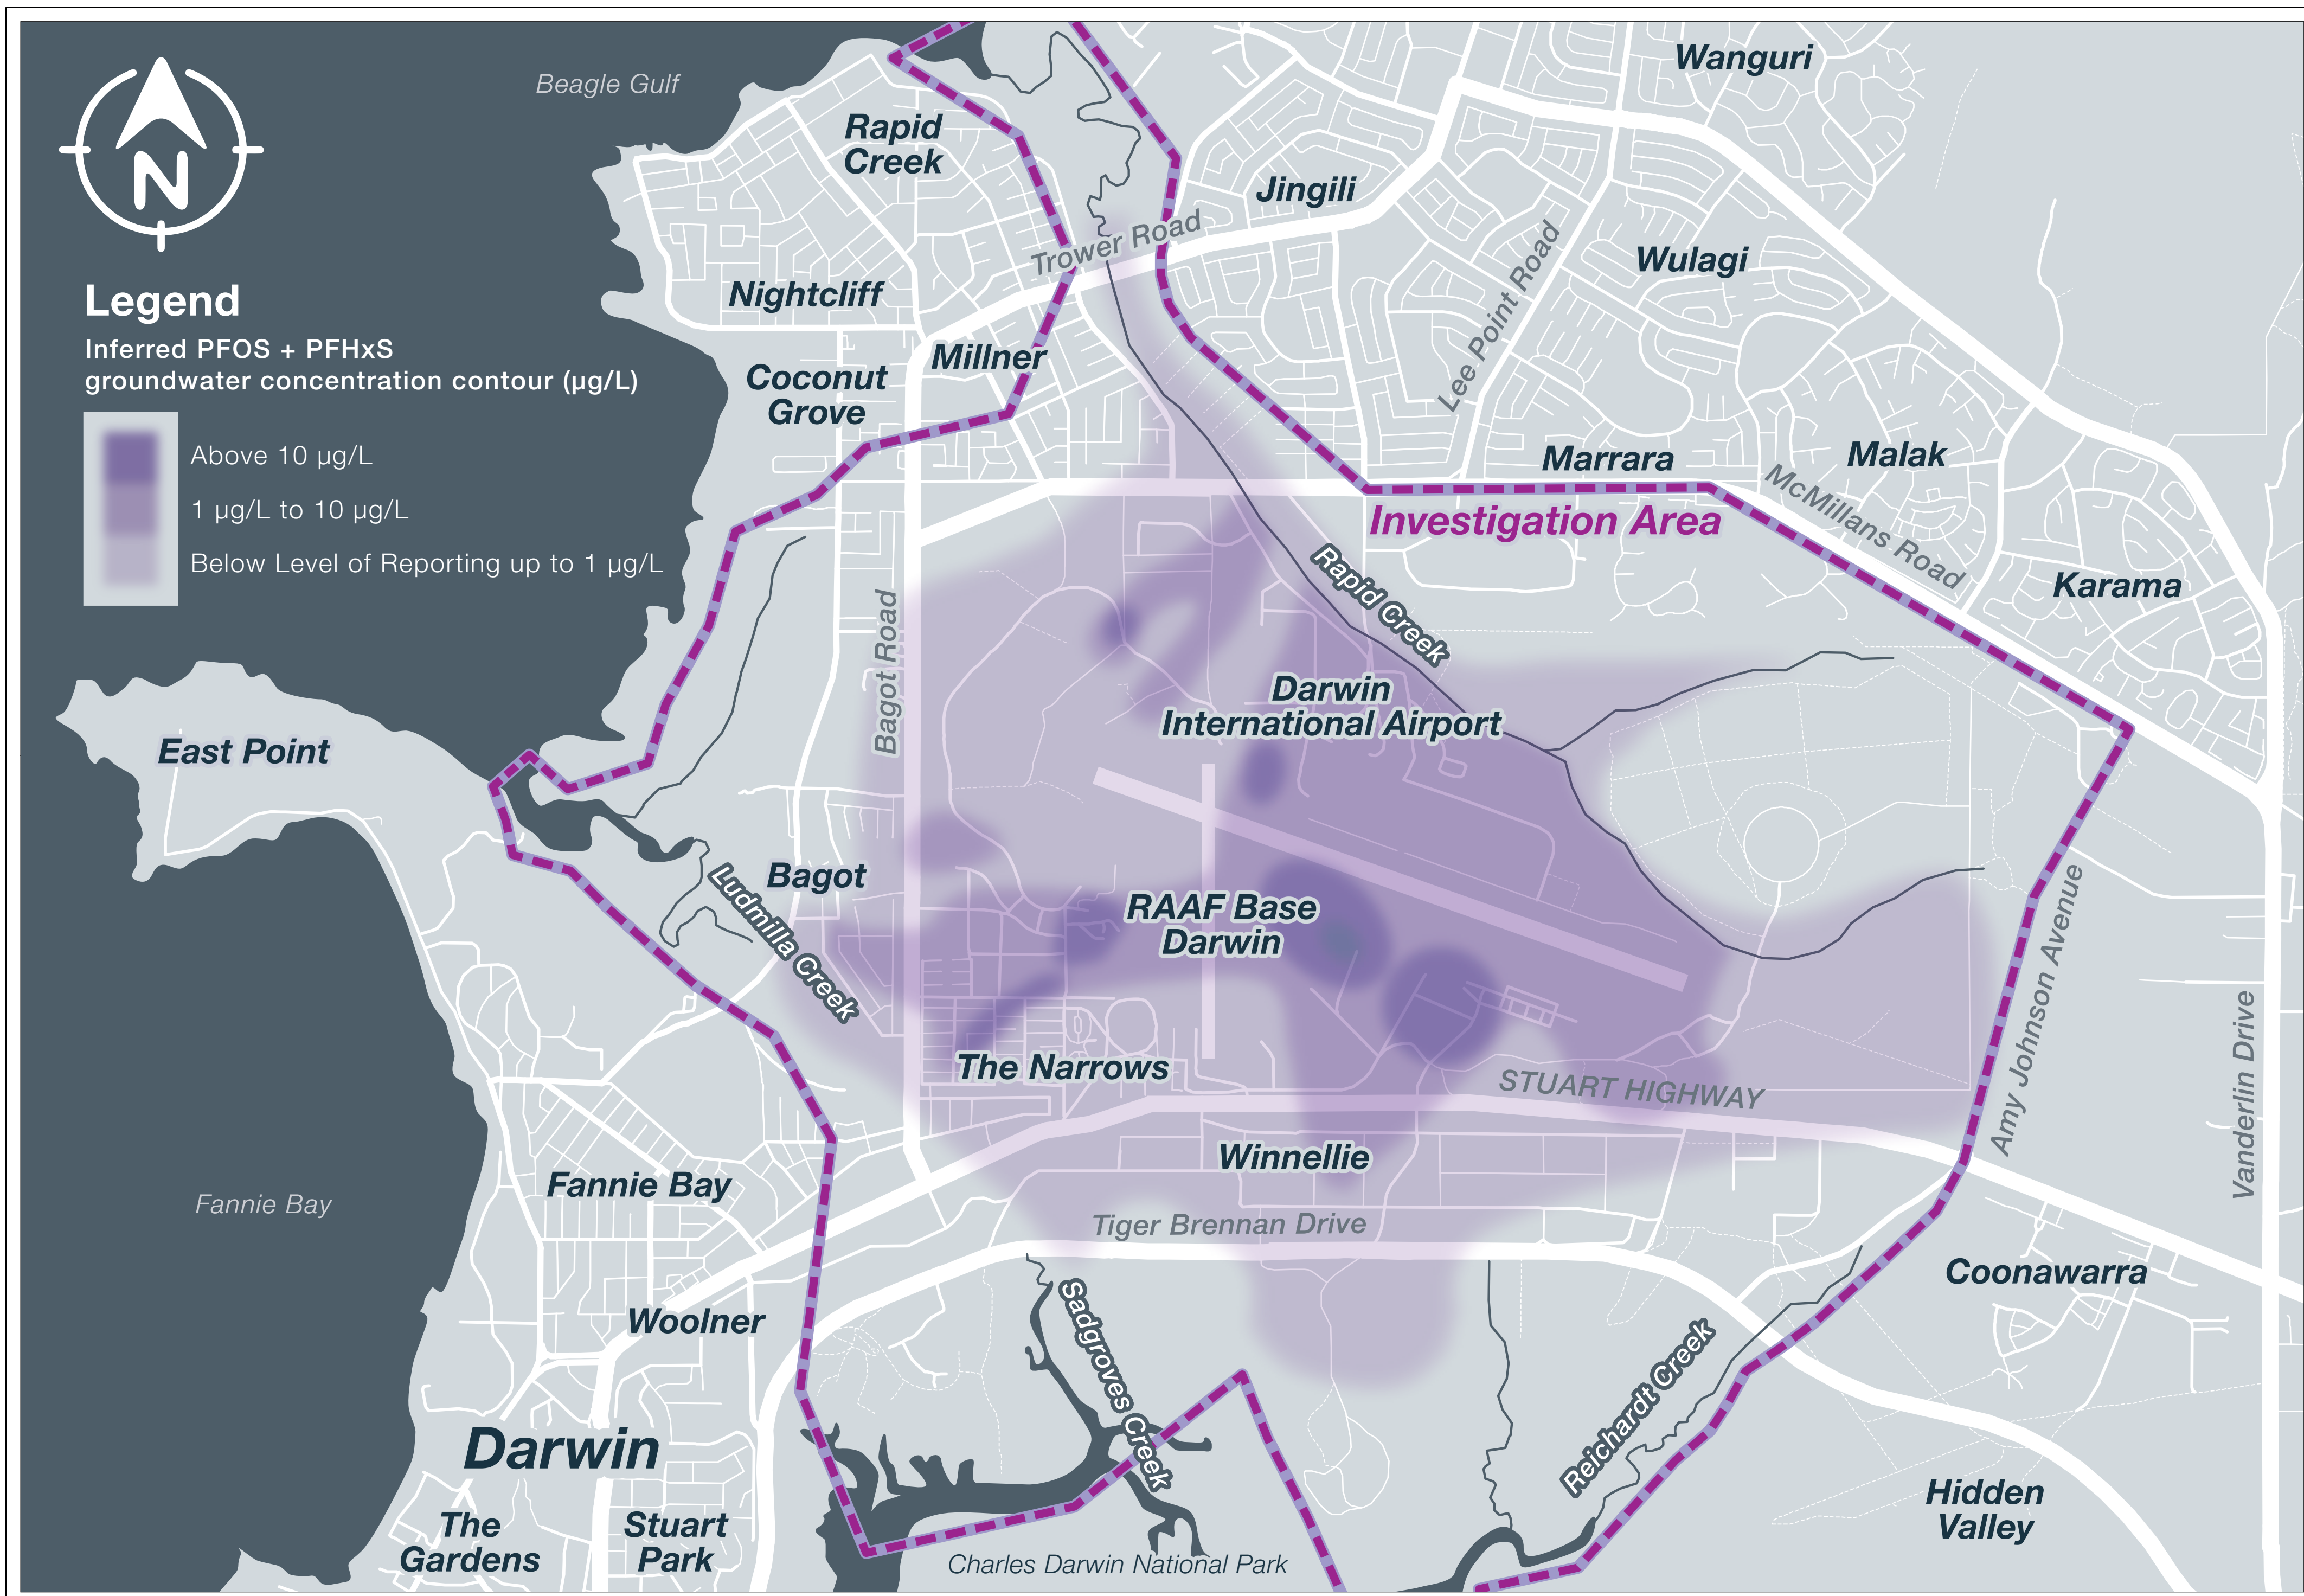 Beagle Gulf
N
Legend
Inferred PFOS + PFHxS
groundwater concentration contour (µg/L)
Above 10 µg/L
1 µg/L to 10 µg/L
Below Level of Reporting up to 1 µg/L
Wanguri
Rapid
Creek
Jingili
Trower Road
Wulagi
Nightcliff
Lee Point Road
Millner
Coconut
Grove
Marrara
Malak
McMillans Road
Investigation Area
Karama
Rapid Creek
Bagot Road
Darwin
International Airport
East Point
Bagot
Ludmilla Creek
RAAF Base
Darwin
Amy Johnson Avenue
Vanderlin Drive
The Narrows
STUART HIGHWAY
Winnellie
Fannie Bay
Fannie Bay
Tiger Brennan Drive
Coonawarra
Woolner
Sadgroves Creek
Reichardt Creek
Darwin
Hidden
Valley
The
Gardens
Stuart
Park
Charles Darwin National Park